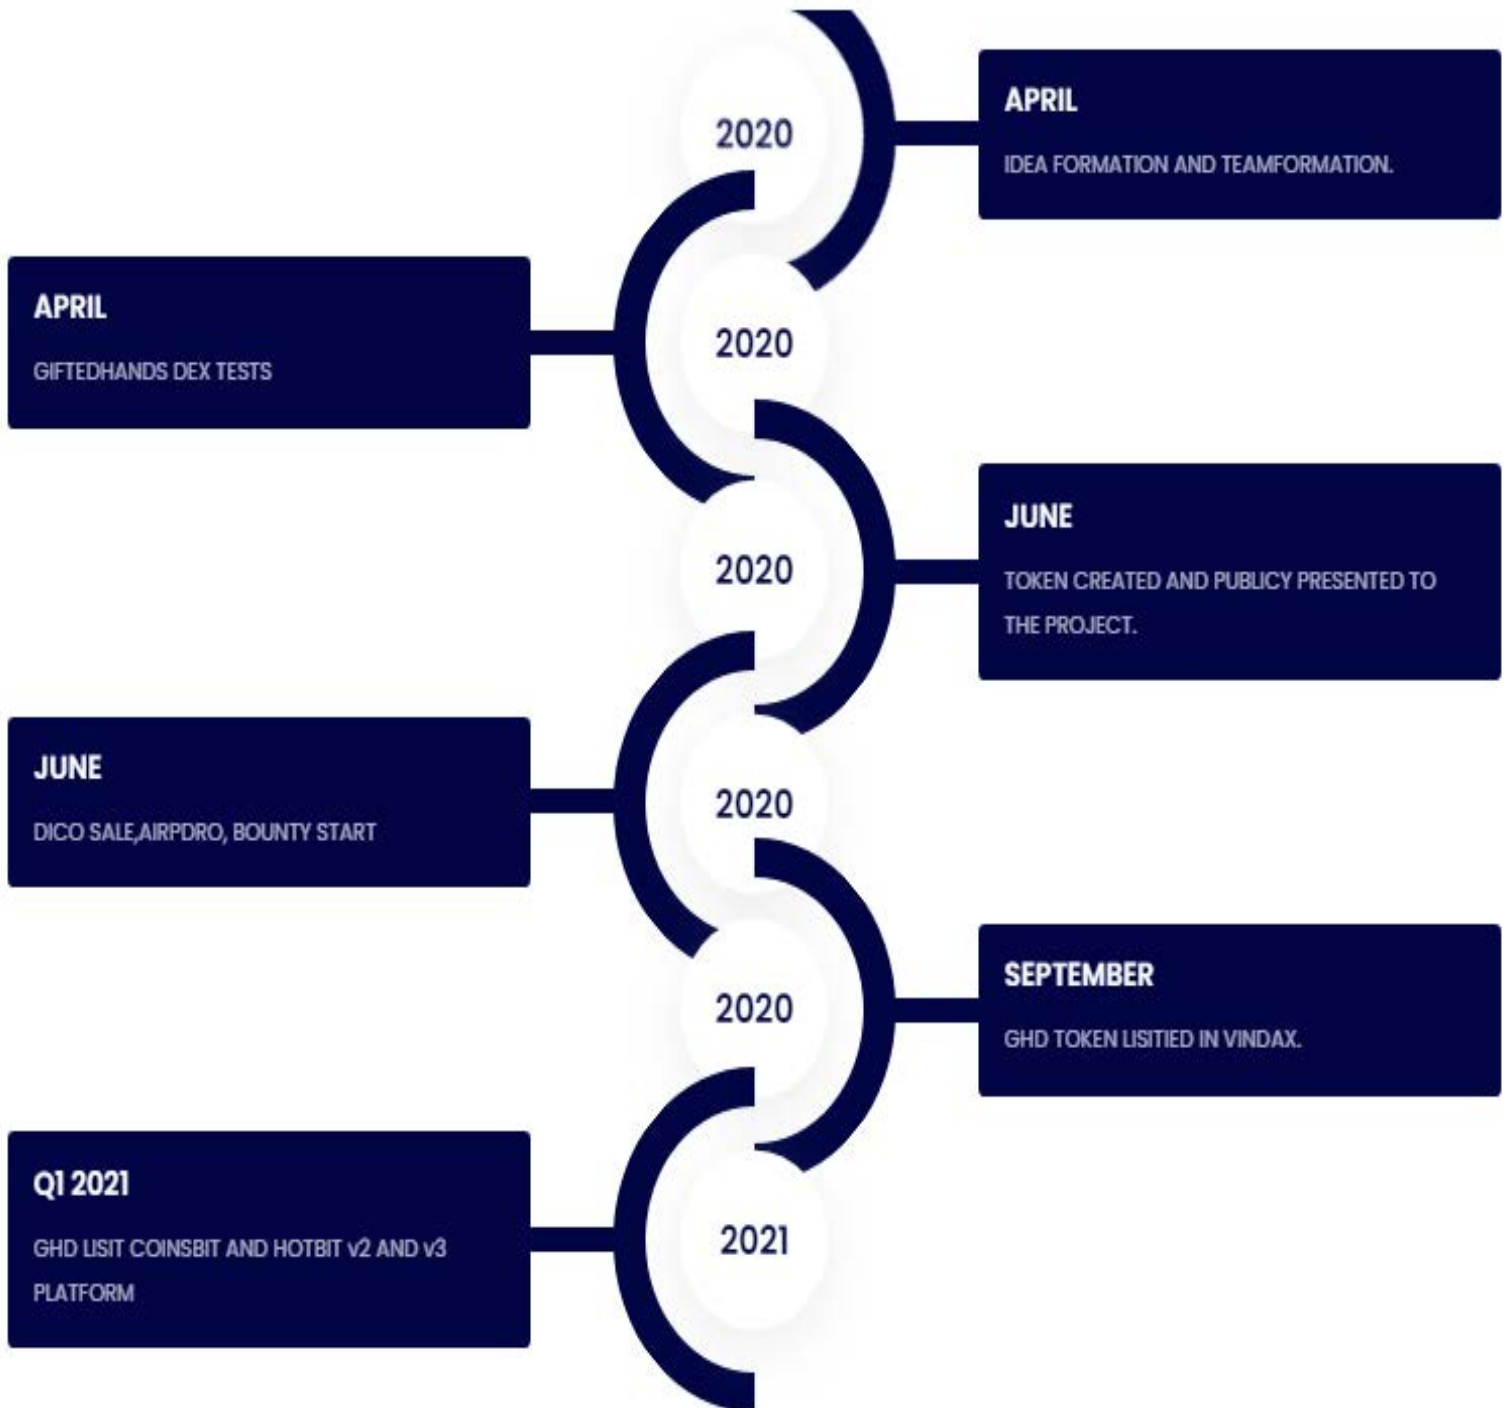 2020
APRIL
IDEA FORMATION AND TEAMFORMATION.
APRIL
GIFTEDHANDS DEX TESTS
2020
2020
JUNE
TOKEN CREATED AND PUBLICY PRESENTED TO
THE PROJECT.
JUNE
DICO SALE,AIRPDRO, BOUNTY START
2020
2020
SEPTEMBER
GHD TOKEN LISITIED IN VINDAX.
Q1 2021
GHD LISIT COINSBIT AND HOTBIT v2 AND v3
PLATFORM
2021